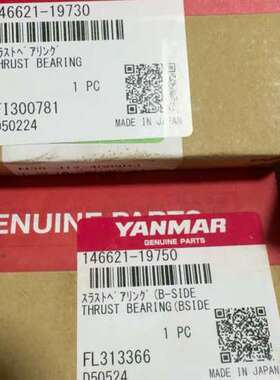 146621-19730
スラストベアリング
THRUST BEARING
1 PC
FI300781
MADE IN JAPAN
D50224
GENUINE PARTS
YANMAR
GENUINE PARTS
146621-19750
スラストベアリング(B-SIDE
THRUST BEARING(BSIDE
1 PC
FL313366
MADE IN JAPAN
D50524